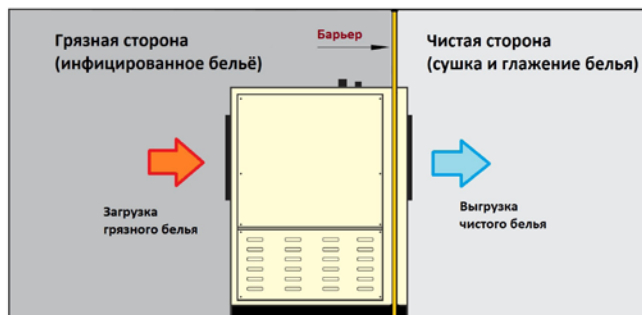 Грязная сторона
(инфицированное бельё)
Барьер
Чистая сторона
(сушка и глажение белья)
Загрузка
грязного белья
Выгрузка
чистого белья